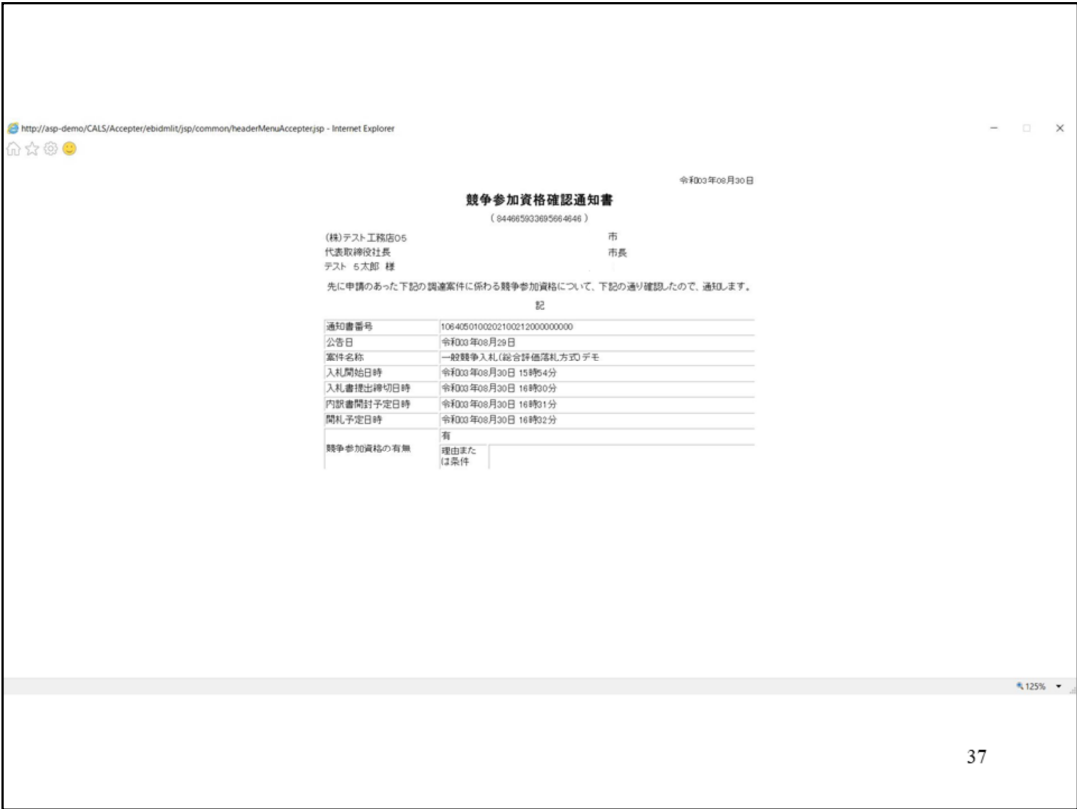 http://asp-demo/CALS/Accepter/ebidmlit/jsp/common/headerMenuAccepter.jsp - Internet Explorer
令和03年08月30日
競争参加資格確認通知書
( 844665933695664646 )
(株)テスト工務店05
市
代表取締役社長
市長
テスト 5太郎 様
先に申請のあった下記の調達案件に係わる競争参加資格について、下記の通り確認したので、通知します。
記
通知書番号 1064050100202100212000000000
公告日 令和03年08月29日
案件名称 一般競争入札(総合評価落札方式)デモ
入札開始日時 令和03年08月30日 15時54分
入札書提出締切日時 令和03年08月30日 16時30分
内訳書開封予定日時 令和03年08月30日 16時31分
開札予定日時 令和03年08月30日 16時32分
競争参加資格の有無 有
理由また
は条件
125%
37